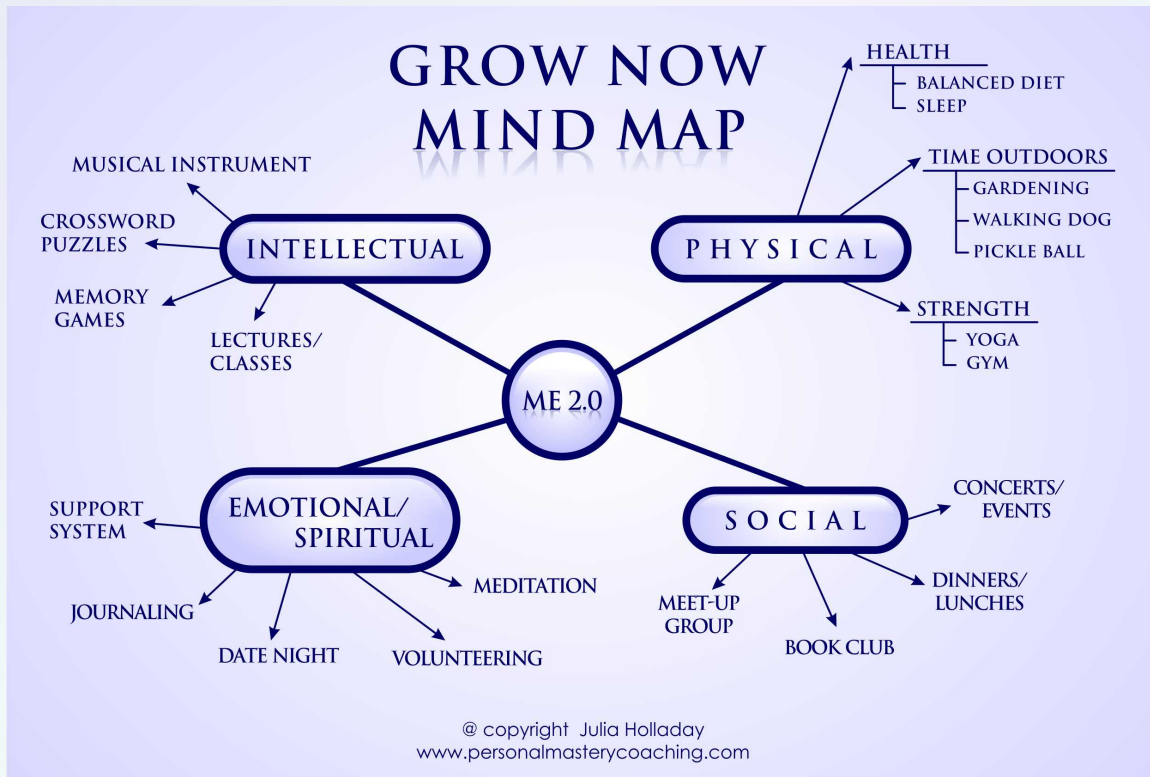 GROW NOW
MIND MAP
MUSICAL INSTRUMENT
CROSSWORD
PUZZLES
MEMORY
GAMES
LECTURES/
CLASSES
INTELLECTUAL
PHYSICAL
HEALTH
BALANCED DIET
SLEEP
TIME OUTDOORS
GARDENING
WALKING DOG
PICKLE BALL
STRENGTH
YOGA
GYM
ME 2.0
EMOTIONAL/
SPIRITUAL
SUPPORT
SYSTEM
JOURNALING
DATE NIGHT
VOLUNTEERING
MEDITATION
SOCIAL
CONCERTS/
EVENTS
DINNERS/
LUNCHES
BOOK CLUB
MEET-UP
GROUP
@ copyright Julia Holladay
www.personalmasterycoaching.com